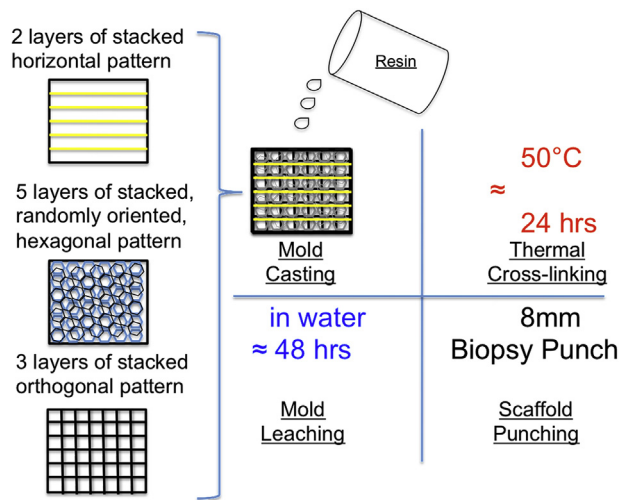 2 layers of stacked
horizontal pattern
5 layers of stacked,
randomly oriented,
hexagonal pattern
3 layers of stacked
orthogonal pattern
Resin
Mold
Casting
50°C
≈
24 hrs
Thermal
Cross-linking
in water
≈ 48 hrs
Mold
Leaching
8mm
Biopsy Punch
Scaffold
Punching